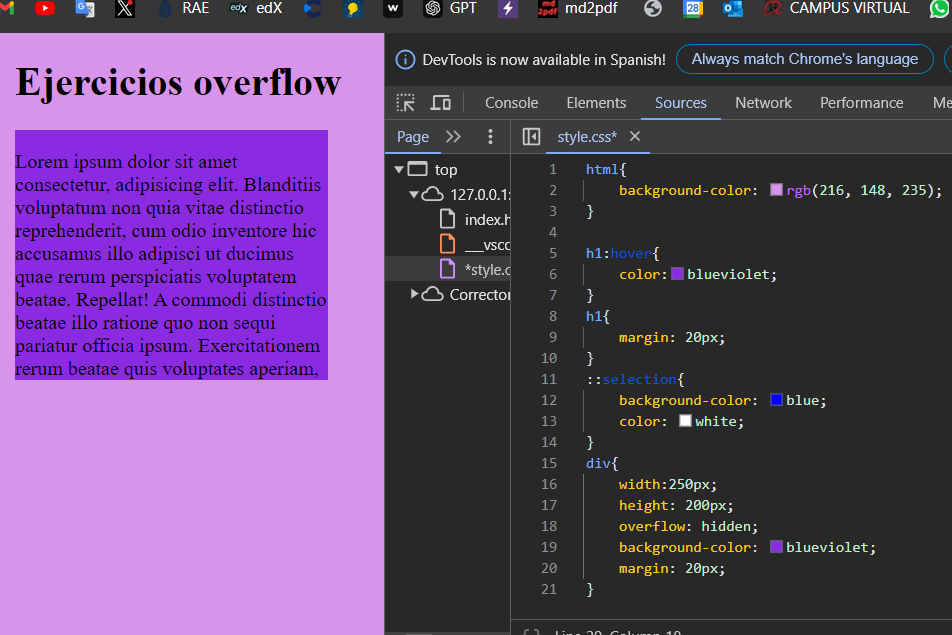 RAE edX GPT md2pdf 28 CAMPUS VIRTUAL
Ejercicios overflow
Lorem ipsum dolor sit amet
consectetur, adipisicing elit. Blanditiis
voluptatum non quia vitae distinctio
reprehenderit, cum odio inventore hic
accusamus illo adipisci ut ducimus
quae rerum perspiciatis voluptatem
beatae. Repellat! A commodi distinctio
beatae illo ratione quo non sequi
pariatur officia ipsum. Exercitationem
rerum beatae quis voluptates aperiam,
DevTools is now available in Spanish! Always match Chrome's language
Console Elements Sources Network Performance Me
Page style.css*
top
127.0.0.1:
index.h
__vscc
*style.c
Corrector
1 html{
2 background-color: rgb(216, 148, 235);
3 }
4
5 h1:hover{
6 color: blueviolet;
7 }
8 h1{
9 margin: 20px;
10 }
11 ::selection{
12 background-color: blue;
13 color: white;
14 }
15 div{
16 width:250px;
17 height: 200px;
18 overflow: hidden;
19 background-color: blueviolet;
20 margin: 20px;
21 }